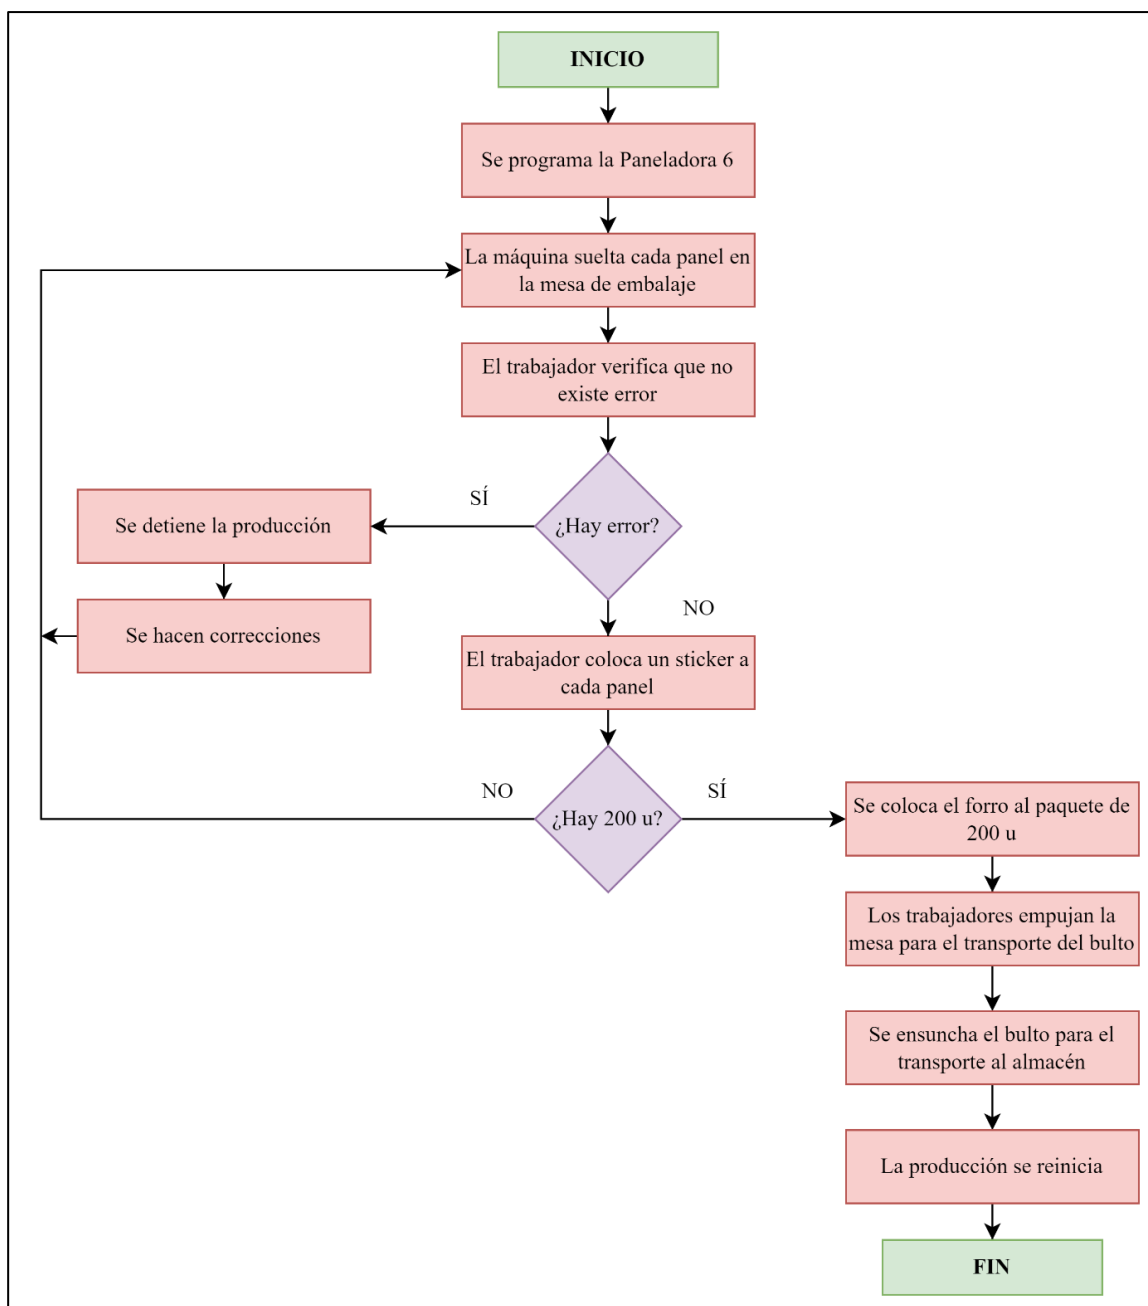 INICIO
Se programa la Paneladora 6
La máquina suelta cada panel en
la mesa de embalaje
El trabajador verifica que no
existe error
SÍ
¿Hay error?
Se detiene la producción
NO
Se hacen correcciones
El trabajador coloca un sticker a
cada panel
NO
¿Hay 200 u?
SÍ
Se coloca el forro al paquete de
200 u
Los trabajadores empujan la
mesa para el transporte del bulto
Se ensuncha el bulto para el
transporte al almacén
La producción se reinicia
FIN